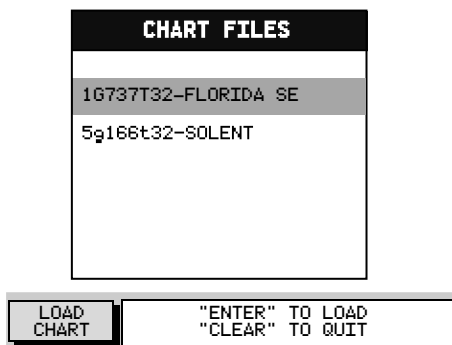 CHART FILES
1G737T32-FLORIDA SE
5g166t32-SOLENT
LOAD
CHART
"ENTER" TO LOAD
"CLEAR" TO QUIT